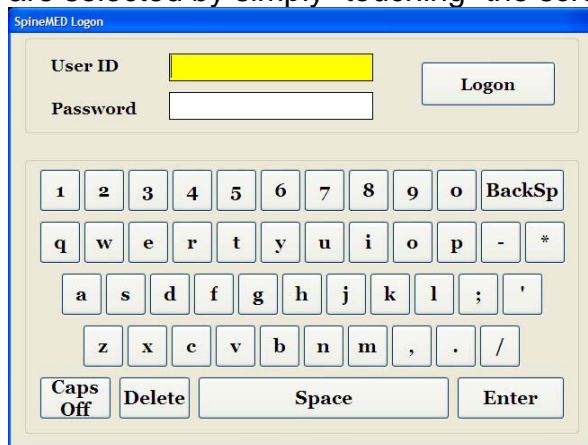 are selected by simply "touching" the scre
SpineMED Logon
User ID
Logon
Password
1 2 3 4 5 6 7 8 9 0 BackSp
q w e r t y u i o p - *
a s d f g h j k l ; '
z x c v b n m , . /
Caps Off Delete Space Enter